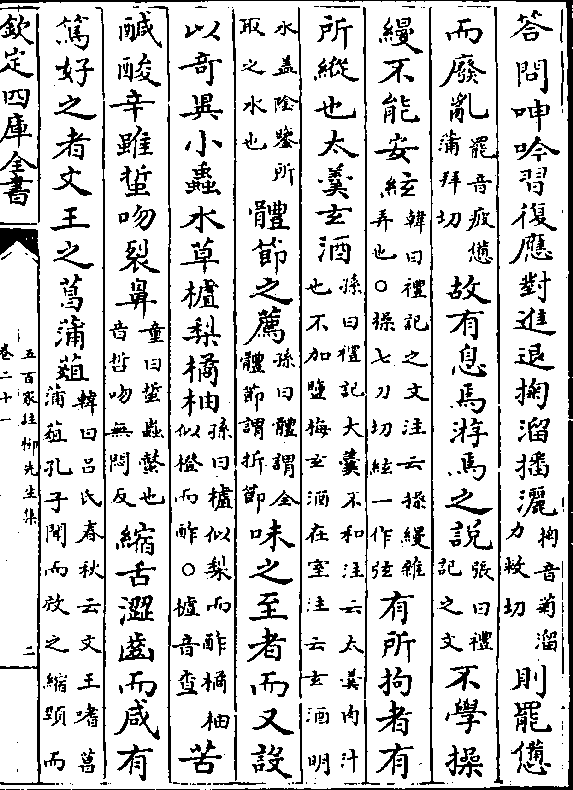 答問呻吟習復應對進退掬溜播灑掬音菊溜力救切則罷憊
而廢亂罷音疲憊蒲拜切故有息焉游焉之說張曰禮記之文不學操
縵不能安絃韓曰禮記之文注云操縵雜弄也○操七刀切絃一作弦有所拘者有
所縱也太羹玄酒孫曰禮記大羹不和注云太羹肉汁也不加鹽梅玄酒在室注云玄酒明
水蓋陰鑒所取之水也體節之薦孫曰體謂全體節謂折節味之至者而又設
以奇異小蟲水草櫨梨橘柚孫曰櫨似梨而酢橘柚似橙而酢○櫨音查苦
鹹酸辛雖蜇吻裂鼻童曰蜇蟲螫也音哲吻無悶反縮舌澀齒而咸有
篤好之者文王之菖蒲葅韓曰呂氏春秋云文王嗜菖蒲葅孔子聞而放之縮頞而
欽定四庫全書
五百家注柳先生集
卷二十一
二